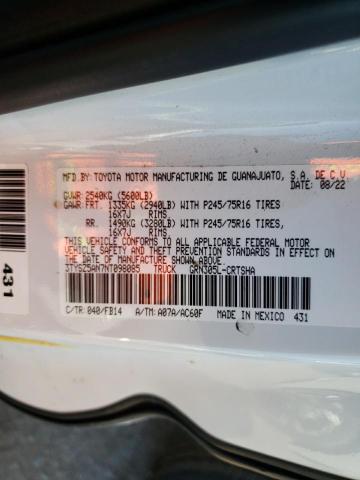 MFD.BY: TOYOTA MOTOR MANUFACTURING DE GUANAJUATO, S.A. DE C.V.
DATE: 08/22
GVWR 2540KG (5600LB)
GAWR FRT 1335KG (2940LB) WITH P245/75R16 TIRES
16X7J RIMS
RR 1490KG (3280LB) WITH P245/75R16 TIRES
16X7J RIMS
THIS VEHICLE CONFORMS TO ALL APPLICABLE FEDERAL MOTOR
VEHICLE SAFETY AND THEFT PREVENTION STANDARDS IN EFFECT
ON THE DATE OF MANUFACTURE SHOWN ABOVE.
3TYSZ5AN7NT098085 TRUCK GRN305L-CRTSHA
C/TR: 040/FB14 A/TM: A07A/AC60F MADE IN MEXICO 431
431